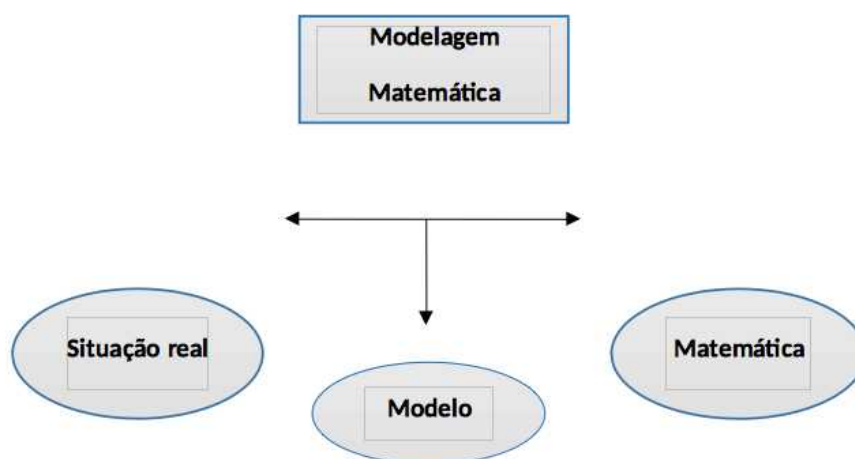 Modelagem
Matemática
Situação real
Matemática
Modelo